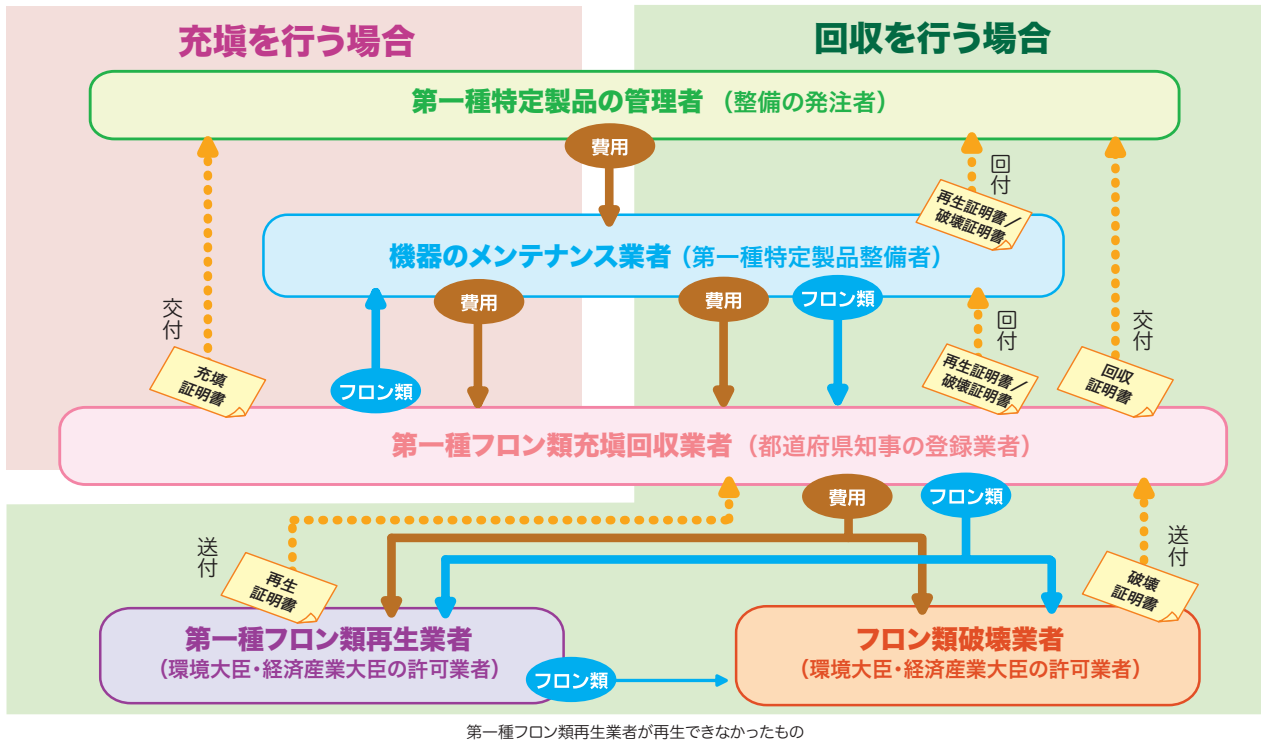 充塡を行う場合
回収を行う場合
第一種特定製品の管理者 （整備の発注者）
費用
回付
再生証明書／
破壊証明書
機器のメンテナンス業者（第一種特定製品整備者）
交付
費用
費用
フロン類
回付
交付
充塡
証明書
フロン類
再生証明書／
破壊証明書
回収
証明書
第一種フロン類充塡回収業者（都道府県知事の登録業者）
費用
フロン類
送付
送付
再生
証明書
破壊
証明書
第一種フロン類再生業者
（環境大臣・経済産業大臣の許可業者）
フロン類
フロン類破壊業者
（環境大臣・経済産業大臣の許可業者）
第一種フロン類再生業者が再生できなかったもの